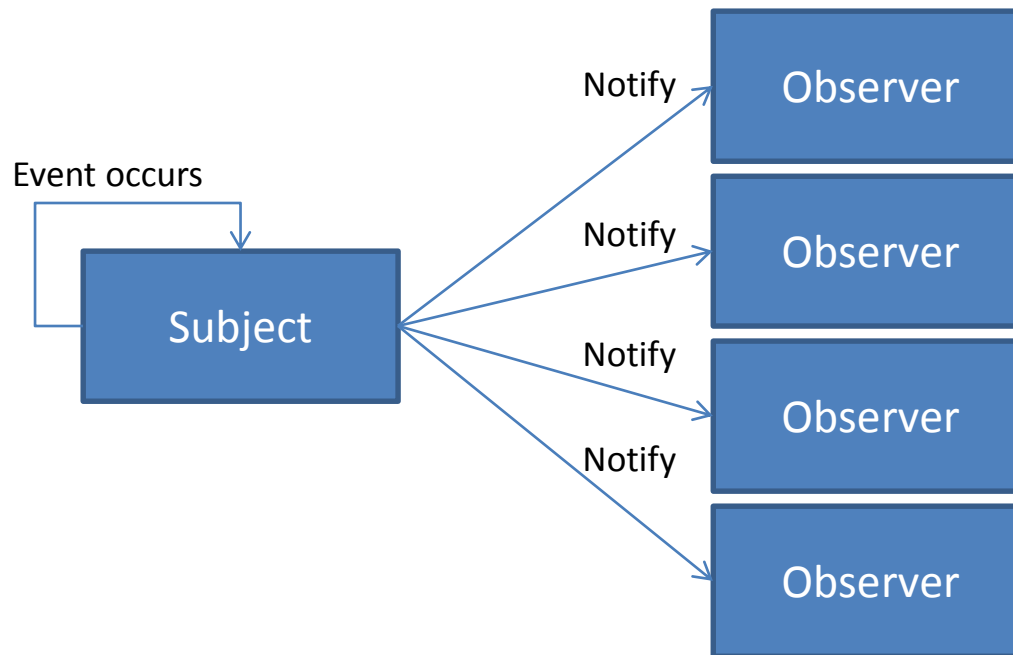 Notify
Observer
Event occurs
Notify
Observer
Subject
Notify
Observer
Notify
Observer